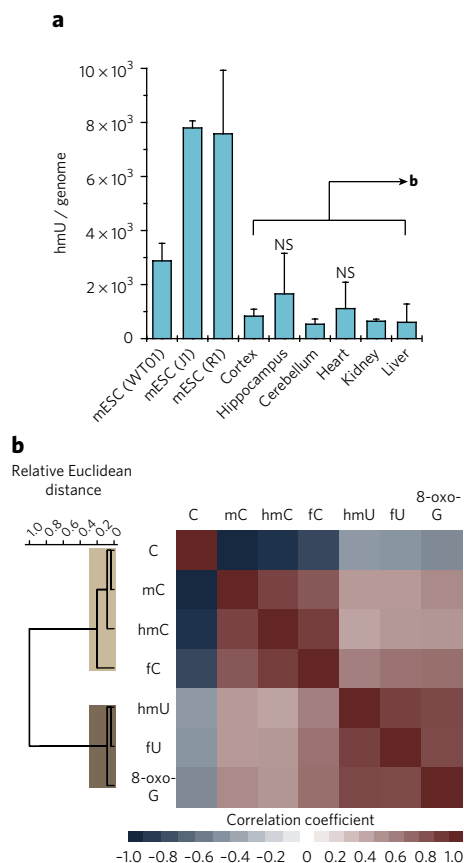 a
10 × 10³
8 × 10³
6 × 10³
4 × 10³
2 × 10³
0
hmU / genome
b
NS
NS
mESC (WT01)
mESC (J1)
mESC (R1)
Cortex
Hippocampus
Cerebellum
Heart
Kidney
Liver
b
Relative Euclidean
distance
1.0 0.8 0.6 0.4 0.2 0
C mC hmC fC hmU fU 8-oxo-
G
C
mC
hmC
fC
hmU
fU
8-oxo-
G
Correlation coefficient
–1.0 –0.8 –0.6 –0.4 –0.2 0 0.2 0.4 0.6 0.8 1.0